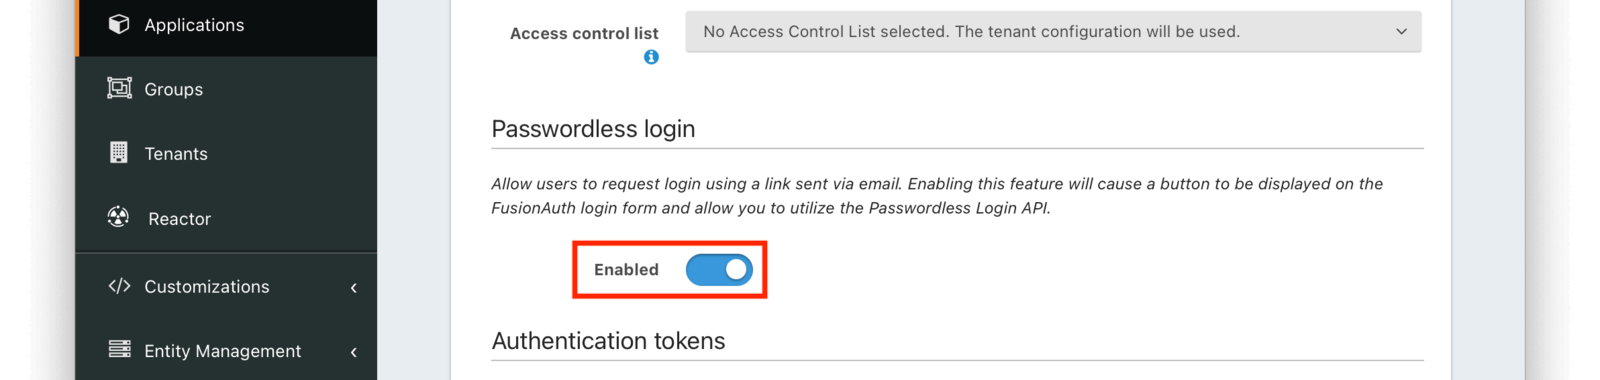 Applications
Groups
Tenants
Reactor
Customizations
Entity Management
Access control list
No Access Control List selected. The tenant configuration will be used.
Passwordless login
Allow users to request login using a link sent via email. Enabling this feature will cause a button to be displayed on the
FusionAuth login form and allow you to utilize the Passwordless Login API.
Enabled
Authentication tokens